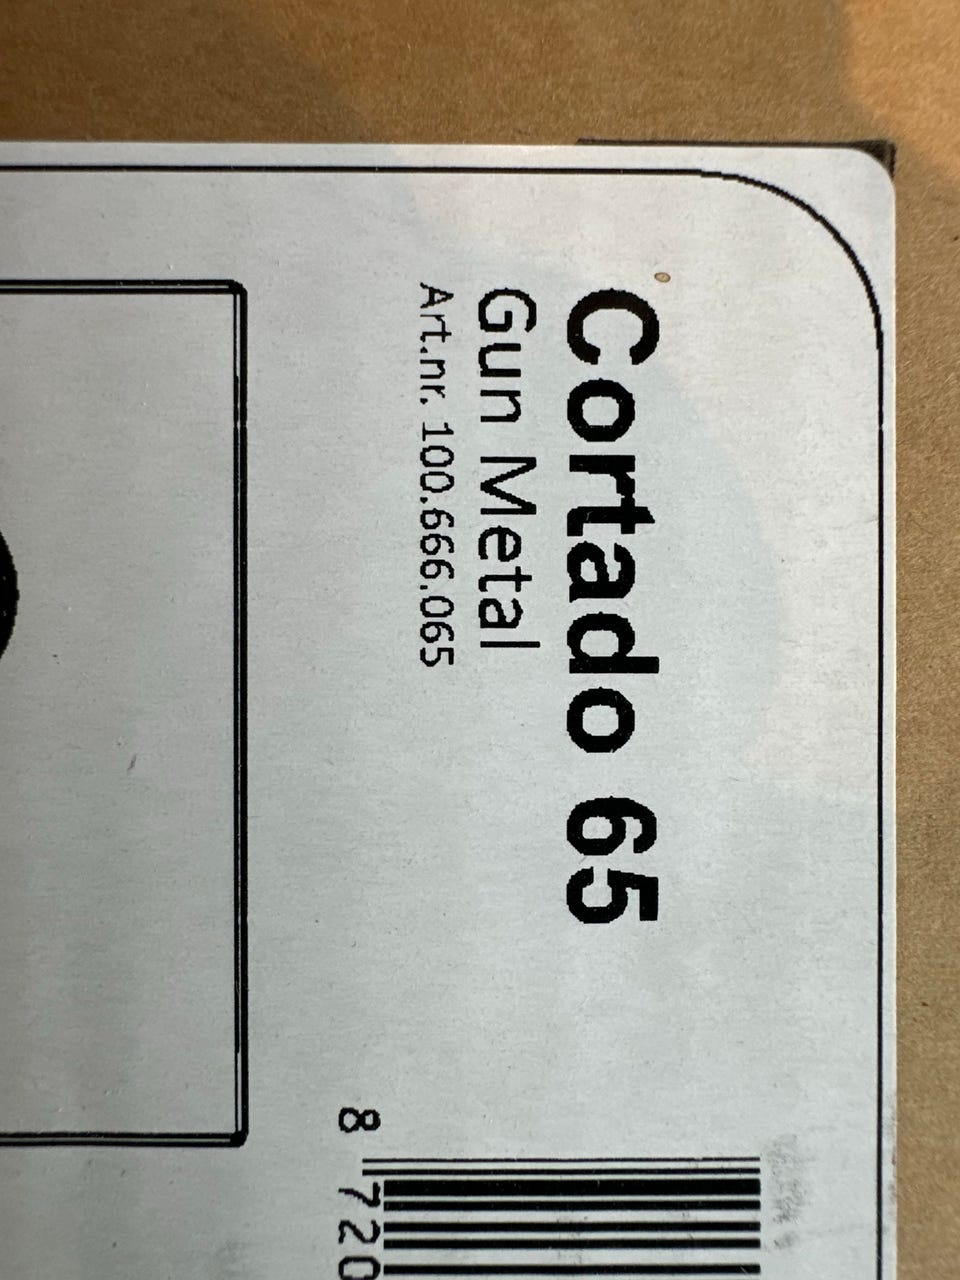 Cortado 65
Gun Metal
Art.nr. 100.666.065
8 720